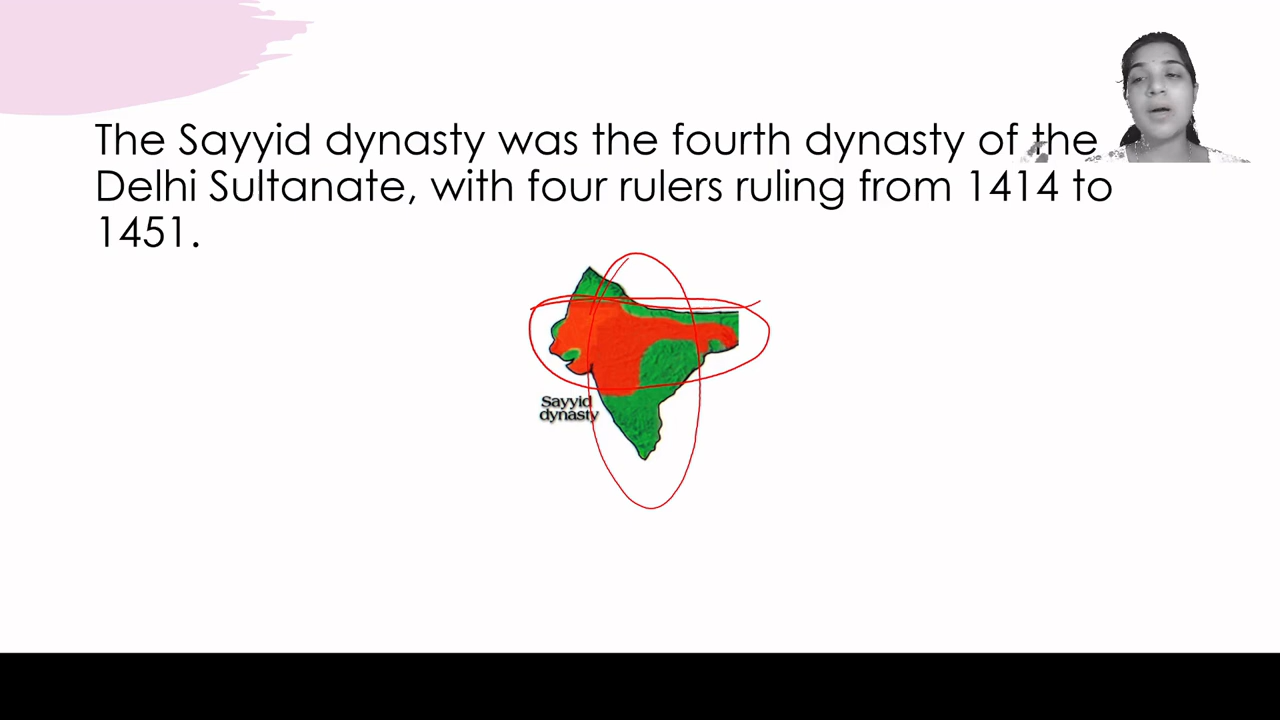 The Sayyid dynasty was the fourth dynasty of the
Delhi Sultanate, with four rulers ruling from 1414 to
1451.
Sayyid
dynasty